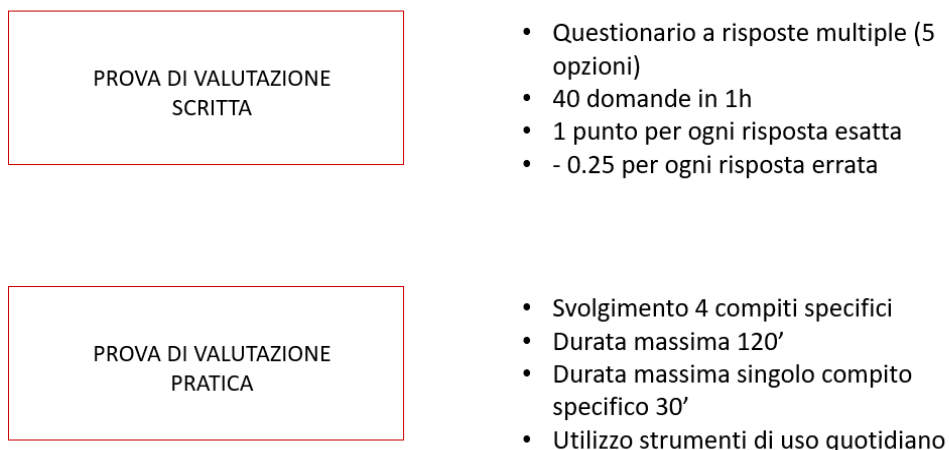 PROVA DI VALUTAZIONE
SCRITTA
• Questionario a risposte multiple (5
opzioni)
• 40 domande in 1h
• 1 punto per ogni risposta esatta
• - 0.25 per ogni risposta errata
PROVA DI VALUTAZIONE
PRATICA
• Svolgimento 4 compiti specifici
• Durata massima 120’
• Durata massima singolo compito
specifico 30’
• Utilizzo strumenti di uso quotidiano